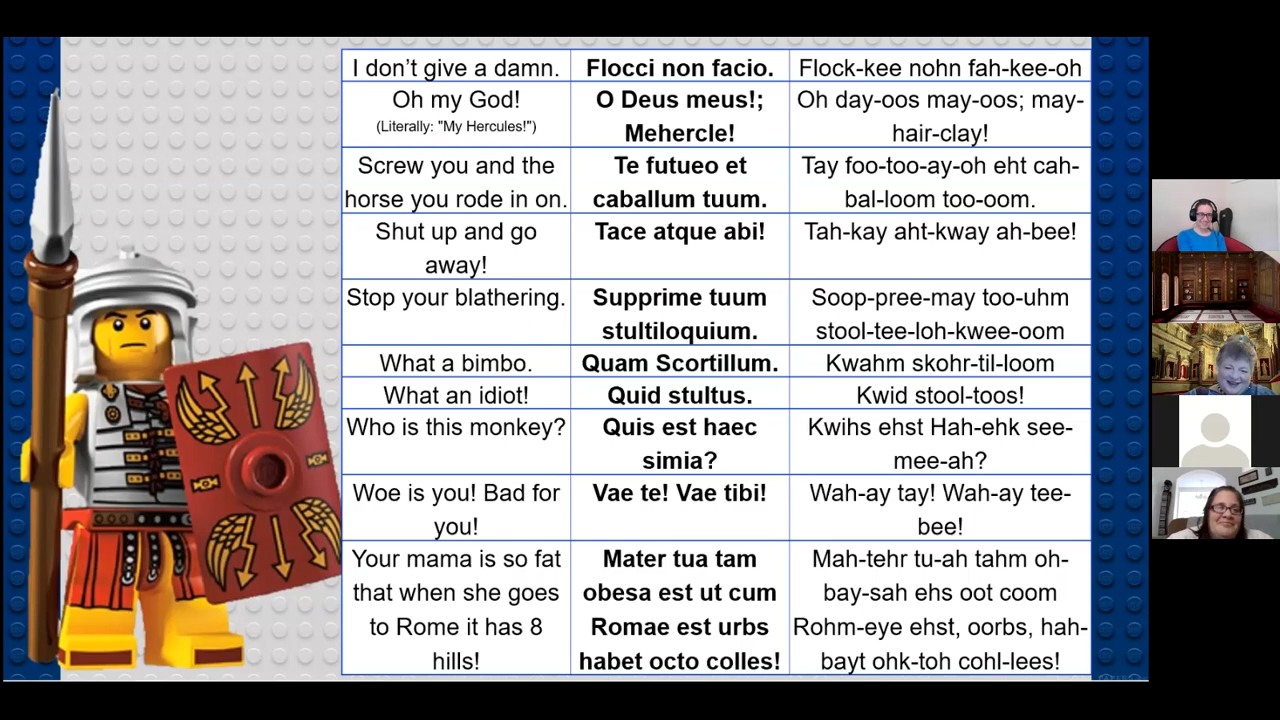 I don't give a damn. Flocci non facio. Flock-kee nohn fah-kee-oh
Oh my God!
(Literally: "My Hercules!")
O Deus meus!;
Mehercle!
Oh day-oos may-oos; may-
hair-clay!
Screw you and the
horse you rode in on.
Te futueo et
caballum tuum.
Tay foo-too-ay-oh eht cah-
bal-loom too-oom.
Shut up and go
away!
Tace atque abi!
Tah-kay aht-kway ah-bee!
Stop your blathering.
Supprime tuum
stultiloquium.
Soop-pree-may too-uhm
stool-tee-loh-kwee-oom
What a bimbo. Quam Scortillum. Kwahm skohr-til-loom
What an idiot! Quid stultus. Kwid stool-toos!
Who is this monkey?
Quis est haec
simia?
Kwihs ehst Hah-ehk see-
mee-ah?
Woe is you! Bad for
you!
Vae te! Vae tibi!
Wah-ay tay! Wah-ay tee-
bee!
Your mama is so fat
that when she goes
to Rome it has 8
hills!
Mater tua tam
obesa est ut cum
Romae est urbs
habet octo colles!
Mah-tehr tu-ah tahm oh-
bay-sah ehs oot coom
Rohm-eye ehst, oorbs, hah-
bayt ohk-toh cohl-lees!